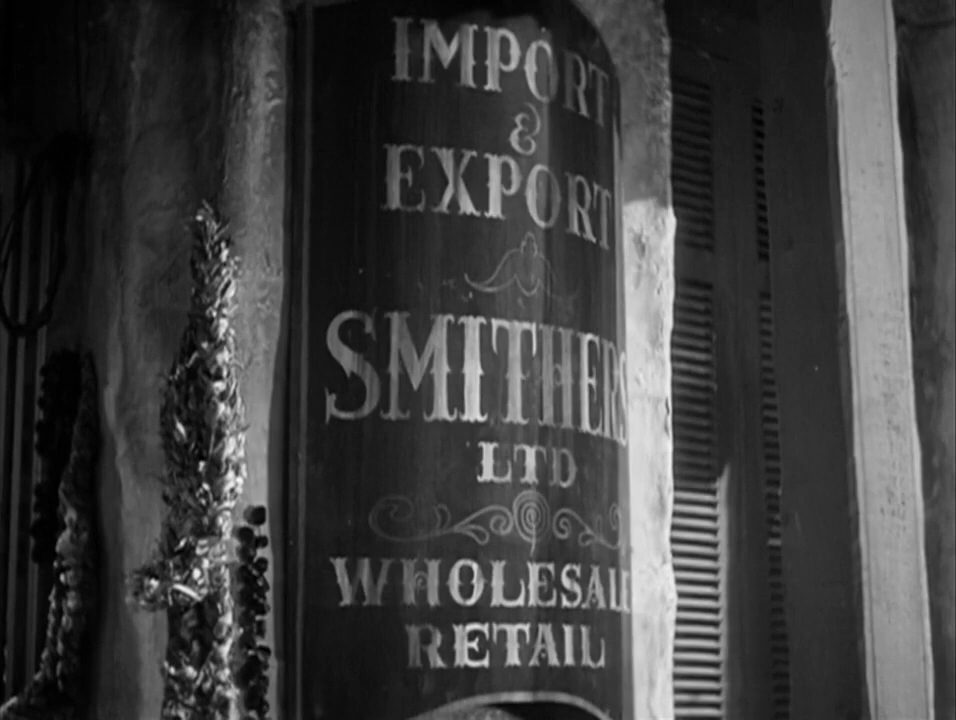 IMPORT
&
EXPORT
SMITHERS
LTD
WHOLESALE
RETAIL